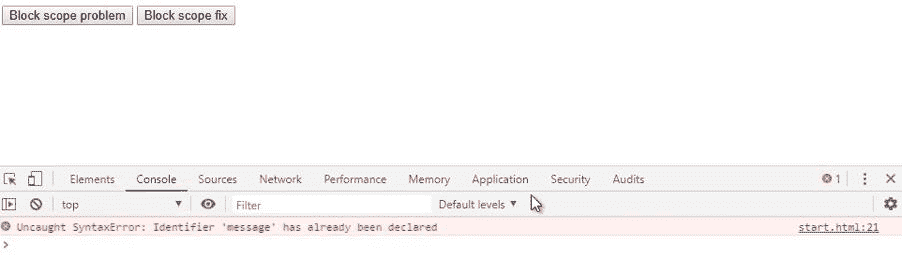 Block scope problem Block scope fix
Elements Console Sources Network Performance Memory Application Security Audits 1
top Filter Default levels
Uncaught SyntaxError: Identifier 'message' has already been declared start.html:21
>